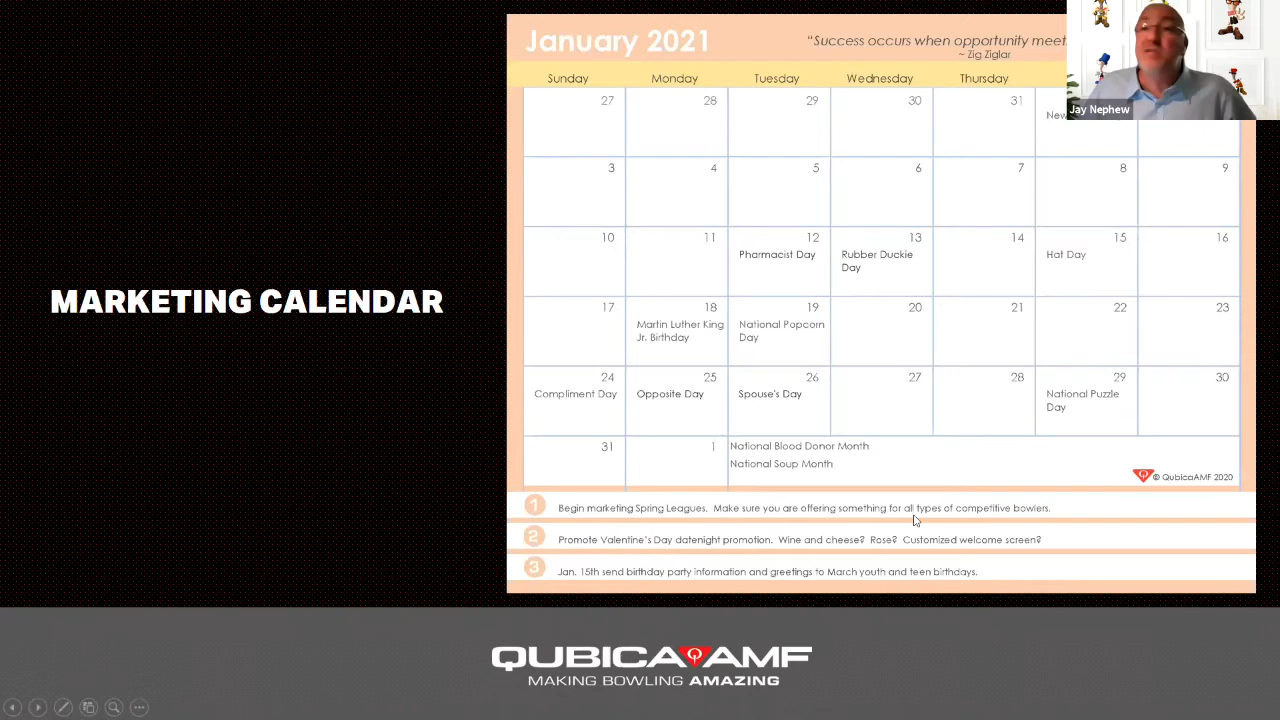 January 2021
“Success occurs when opportunity meet
~ Zig Ziglar
Jay Nephew
Sunday Monday Tuesday Wednesday Thursday
27 28 29 30 31
New
3 4 5 6 7 8 9
10 11 12 13 14 15 16
Pharmacist Day
Rubber Duckie
Day
Hat Day
MARKETING CALENDAR
17 18 19 20 21 22 23
Martin Luther King
Jr. Birthday
National Popcorn
Day
24 25 26 27 28 29 30
Compliment Day
Opposite Day
Spouse's Day
National Puzzle
Day
31 1
National Blood Donor Month
National Soup Month
© QubicaAMF 2020
1 Begin marketing Spring Leagues. Make sure you are offering something for all types of competitive bowlers.
2 Promote Valentine's Day datenight promotion. Wine and cheese? Rose? Customized welcome screen?
3 Jan. 15th send birthday party information and greetings to March youth and teen birthdays.
QUBICA AMF
MAKING BOWLING AMAZING